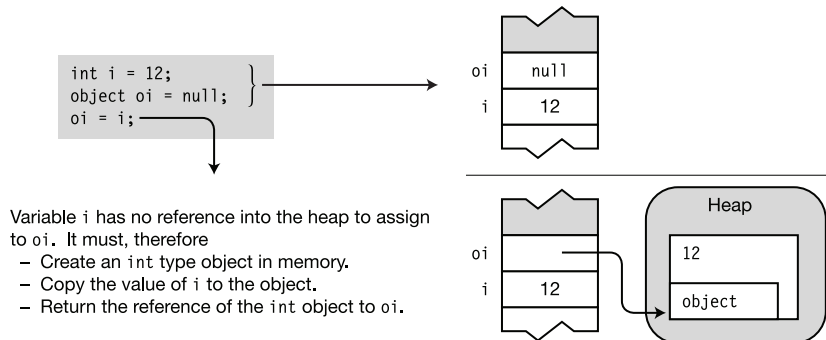 int i = 12;
object oi = null;
oi = i;
oi null
i 12
Variable i has no reference into the heap to assign
to oi. It must, therefore
– Create an int type object in memory.
– Copy the value of i to the object.
– Return the reference of the int object to oi.
Heap
oi
12
i 12
object